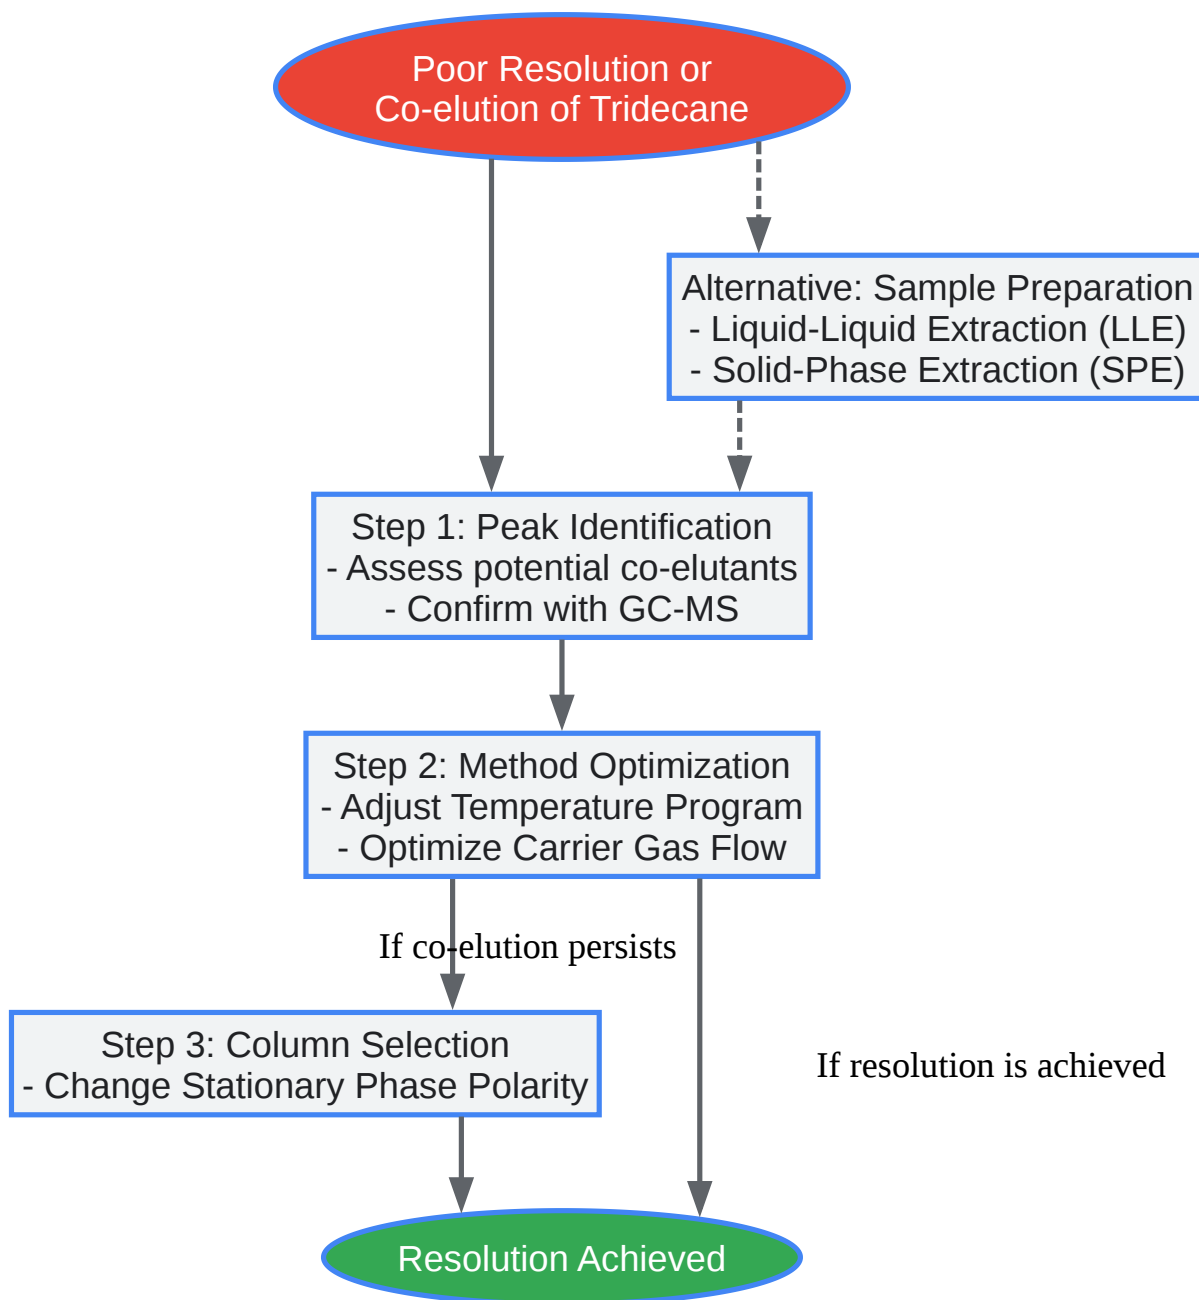 Poor Resolution or
Co-elution of Tridecane
Alternative: Sample Preparation
- Liquid-Liquid Extraction (LLE)
- Solid-Phase Extraction (SPE)
Step 1: Peak Identification
- Assess potential co-elutants
- Confirm with GC-MS
Step 2: Method Optimization
- Adjust Temperature Program
- Optimize Carrier Gas Flow
If co-elution persists
Step 3: Column Selection
- Change Stationary Phase Polarity
If resolution is achieved
Resolution Achieved